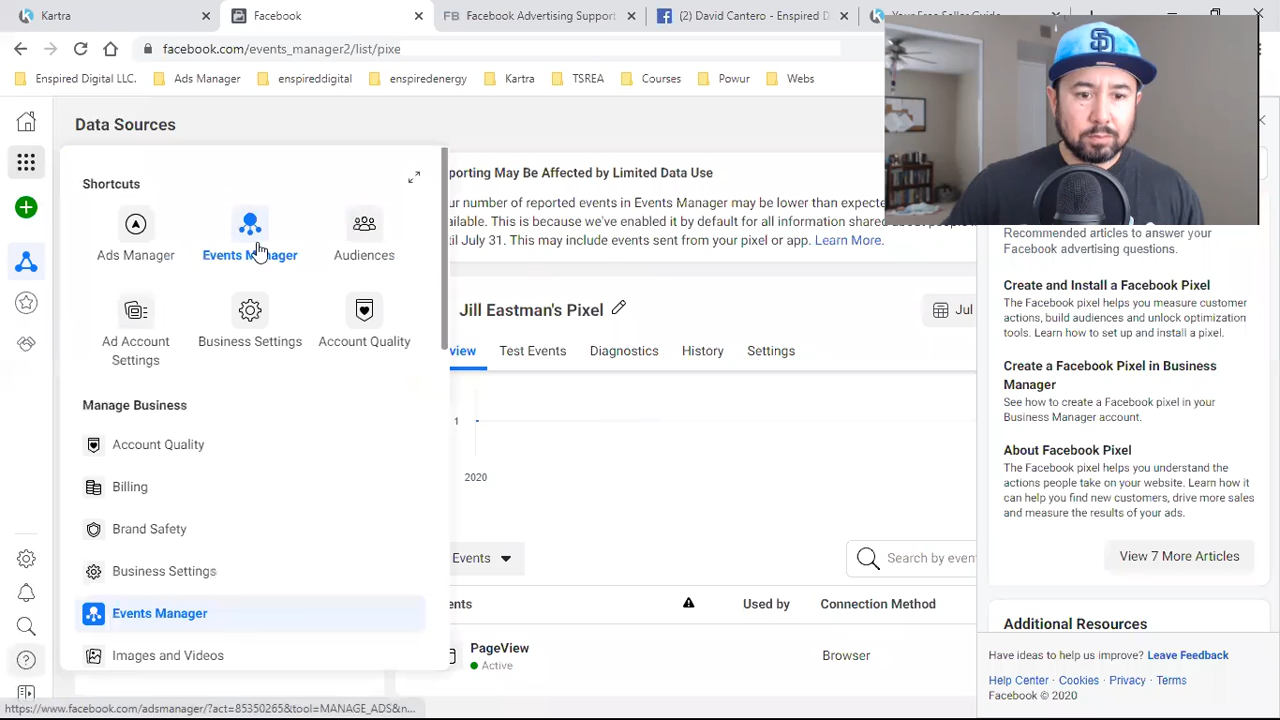 Kartra
Facebook
Facebook Advertising Support
(2) David Cantero - Enspired D
facebook.com/events_manager2/list/pixe
Enspired Digital LLC.
Ads Manager
enspireddigital
enspiredenergy
Kartra
TSREA
Courses
Powur
Webs
Data Sources
Shortcuts
Ads Manager
Events Manager
Audiences
Ad Account
Settings
Business Settings
Account Quality
Manage Business
Account Quality
Billing
Brand Safety
Business Settings
Events Manager
Images and Videos
porting May Be Affected by Limited Data Use
ur number of reported events in Events Manager may be lower than expecte
ailable. This is because we've enabled it by default for all information shared
ntil July 31. This may include events sent from your pixel or app. Learn More.
Jill Eastman's Pixel
Jul
view
Test Events
Diagnostics
History
Settings
1
2020
Events
Search by even
ents
Used by
Connection Method
PageView
Active
Browser
Recommended articles to answer your
Facebook advertising questions.
Create and Install a Facebook Pixel
The Facebook pixel helps you measure customer
actions, build audiences and unlock optimization
tools. Learn how to set up and install a pixel.
Create a Facebook Pixel in Business
Manager
See how to create a Facebook pixel in your
Business Manager account.
About Facebook Pixel
The Facebook pixel helps you understand the
actions people take on your website. Learn how it
can help you find new customers, drive more sales
and measure the results of your ads.
View 7 More Articles
Additional Resources
Have ideas to help us improve? Leave Feedback
Help Center · Cookies · Privacy · Terms
Facebook © 2020
https://www.facebook.com/adsmanager/?act=85350265&tool=MANAGE_ADS&n...